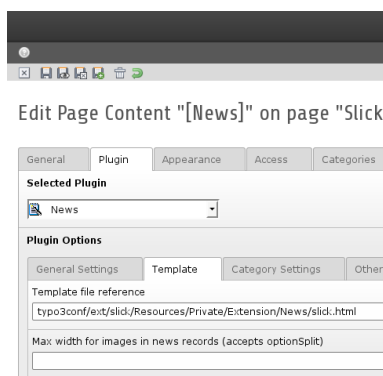 Edit Page Content "[News]" on page "Slick
General Plugin Appearance Access Categories
Selected Plugin
News
Plugin Options
General Settings Template Category Settings Other
Template file reference
typo3conf/ext/slick/Resources/Private/Extension/News/slick.html
Max width for images in news records (accepts optionSplit)